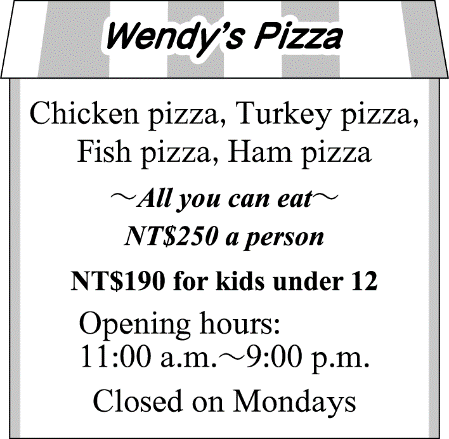 Wendy's Pizza
Chicken pizza, Turkey pizza,
Fish pizza, Ham pizza
～All you can eat～
NT$250 a person
NT$190 for kids under 12
Opening hours:
11:00 a.m.～9:00 p.m.
Closed on Mondays